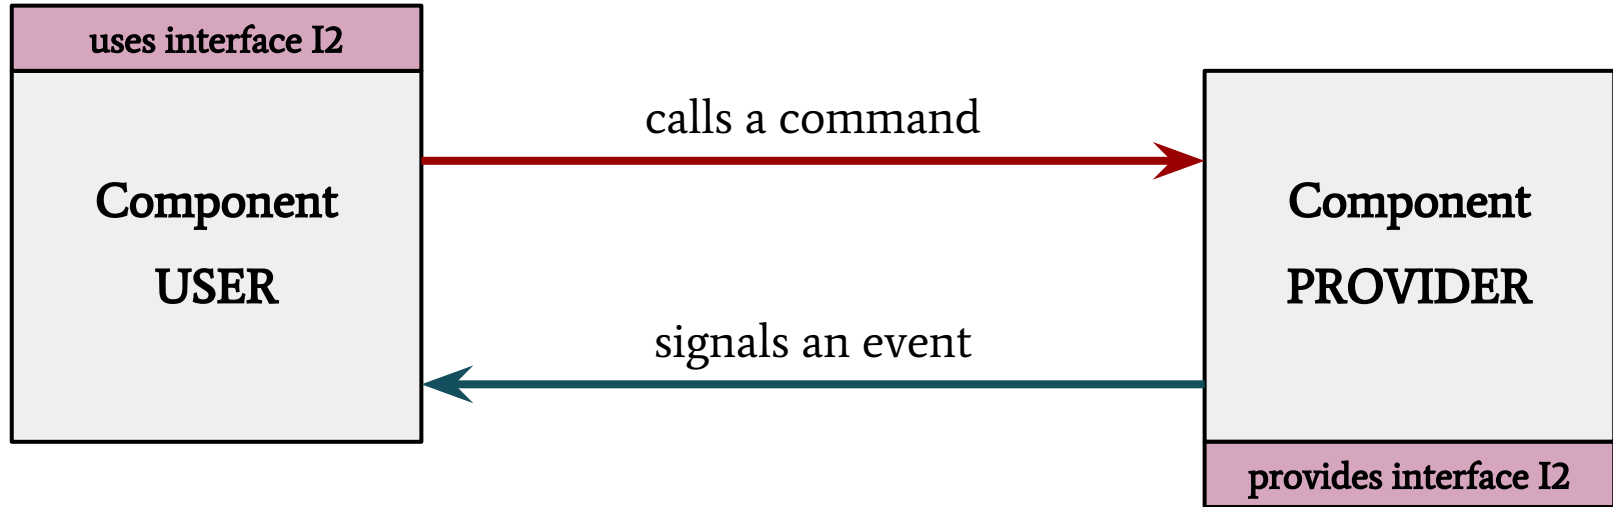 uses interface I2
calls a command
Component
USER
Component
PROVIDER
signals an event
provides interface I2